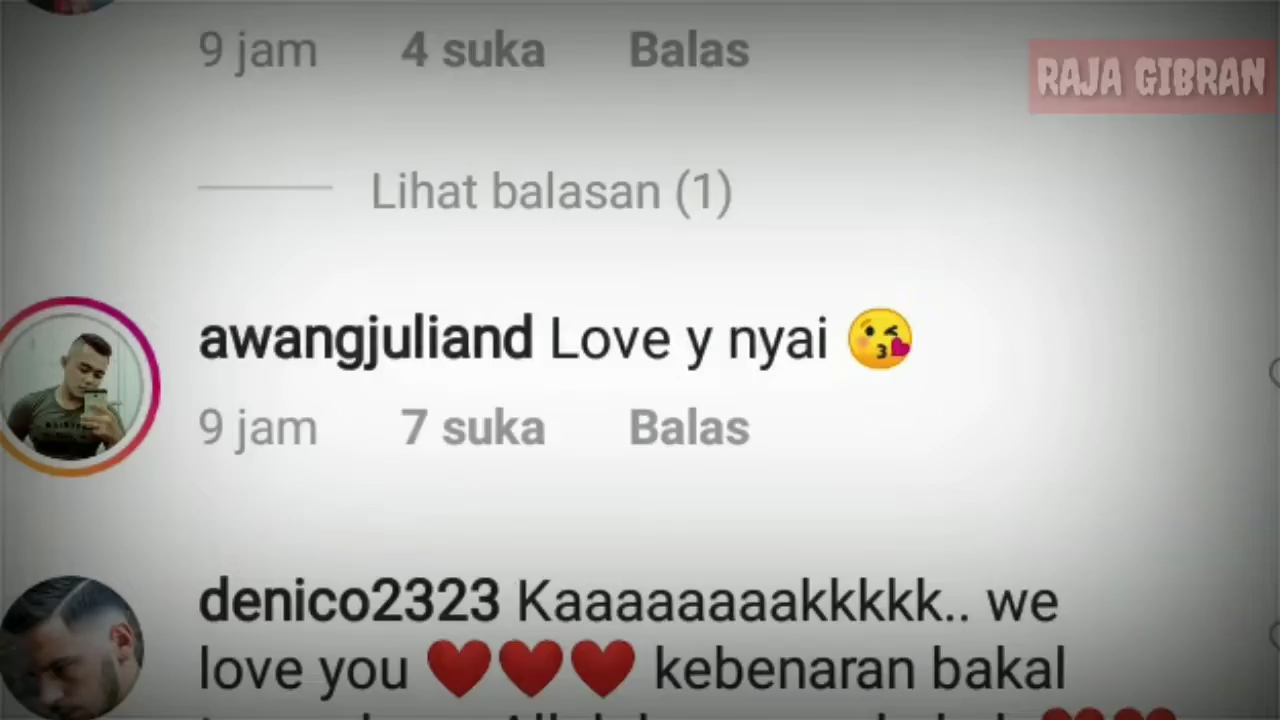 9 jam 4 suka Balas
RAJA GIBRAN
Lihat balasan (1)
awangjuliand Love y nyai 😘
9 jam 7 suka Balas
denico2323 Kaaaaaaaakkkkk.. we
love you ❤️❤️❤️ kebenaran bakal